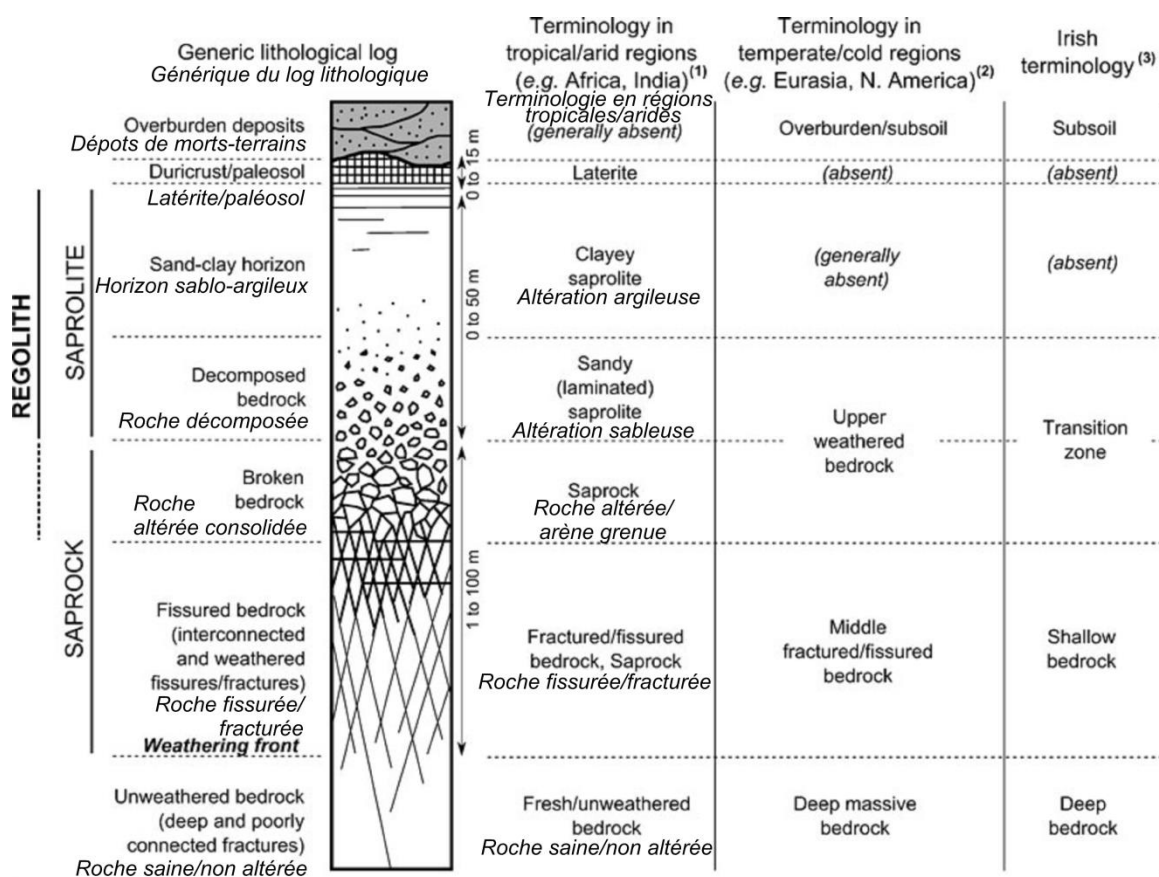 Generic lithological log
Générique du log lithologique
Terminology in
tropical/arid regions
(e.g. Africa, India)(1)
Terminologie en régions
tropicales/arides
(generally absent)
Terminology in
temperate/cold regions
(e.g. Eurasia, N. America)(2)
Irish
terminology (3)
Overburden deposits
Dépots de morts-terrains
Overburden/subsoil
Subsoil
0 to 15 m
Duricrust/paleosol
Latérite/paléosol
Laterite
(absent)
(absent)
REGOLITH
SAPROLITE
Sand-clay horizon
Horizon sablo-argileux
0 to 50 m
Clayey
saprolite
Altération argileuse
(generally
absent)
(absent)
Decomposed
bedrock
Roche décomposée
Sandy
(laminated)
saprolite
Altération sableuse
Upper
weathered
bedrock
Transition
zone
SAPROCK
Broken
bedrock
Roche
altérée consolidée
1 to 100 m
Saprock
Roche altérée/
arène grenue
Fissured bedrock
(interconnected
and weathered
fissures/fractures)
Roche fissurée/
fracturée
Weathering front
Fractured/fissured
bedrock, Saprock
Roche fissurée/fracturée
Middle
fractured/fissured
bedrock
Shallow
bedrock
Unweathered bedrock
(deep and poorly
connected fractures)
Roche saine/non altérée
Fresh/unweathered
bedrock
Roche saine/non altérée
Deep massive
bedrock
Deep
bedrock